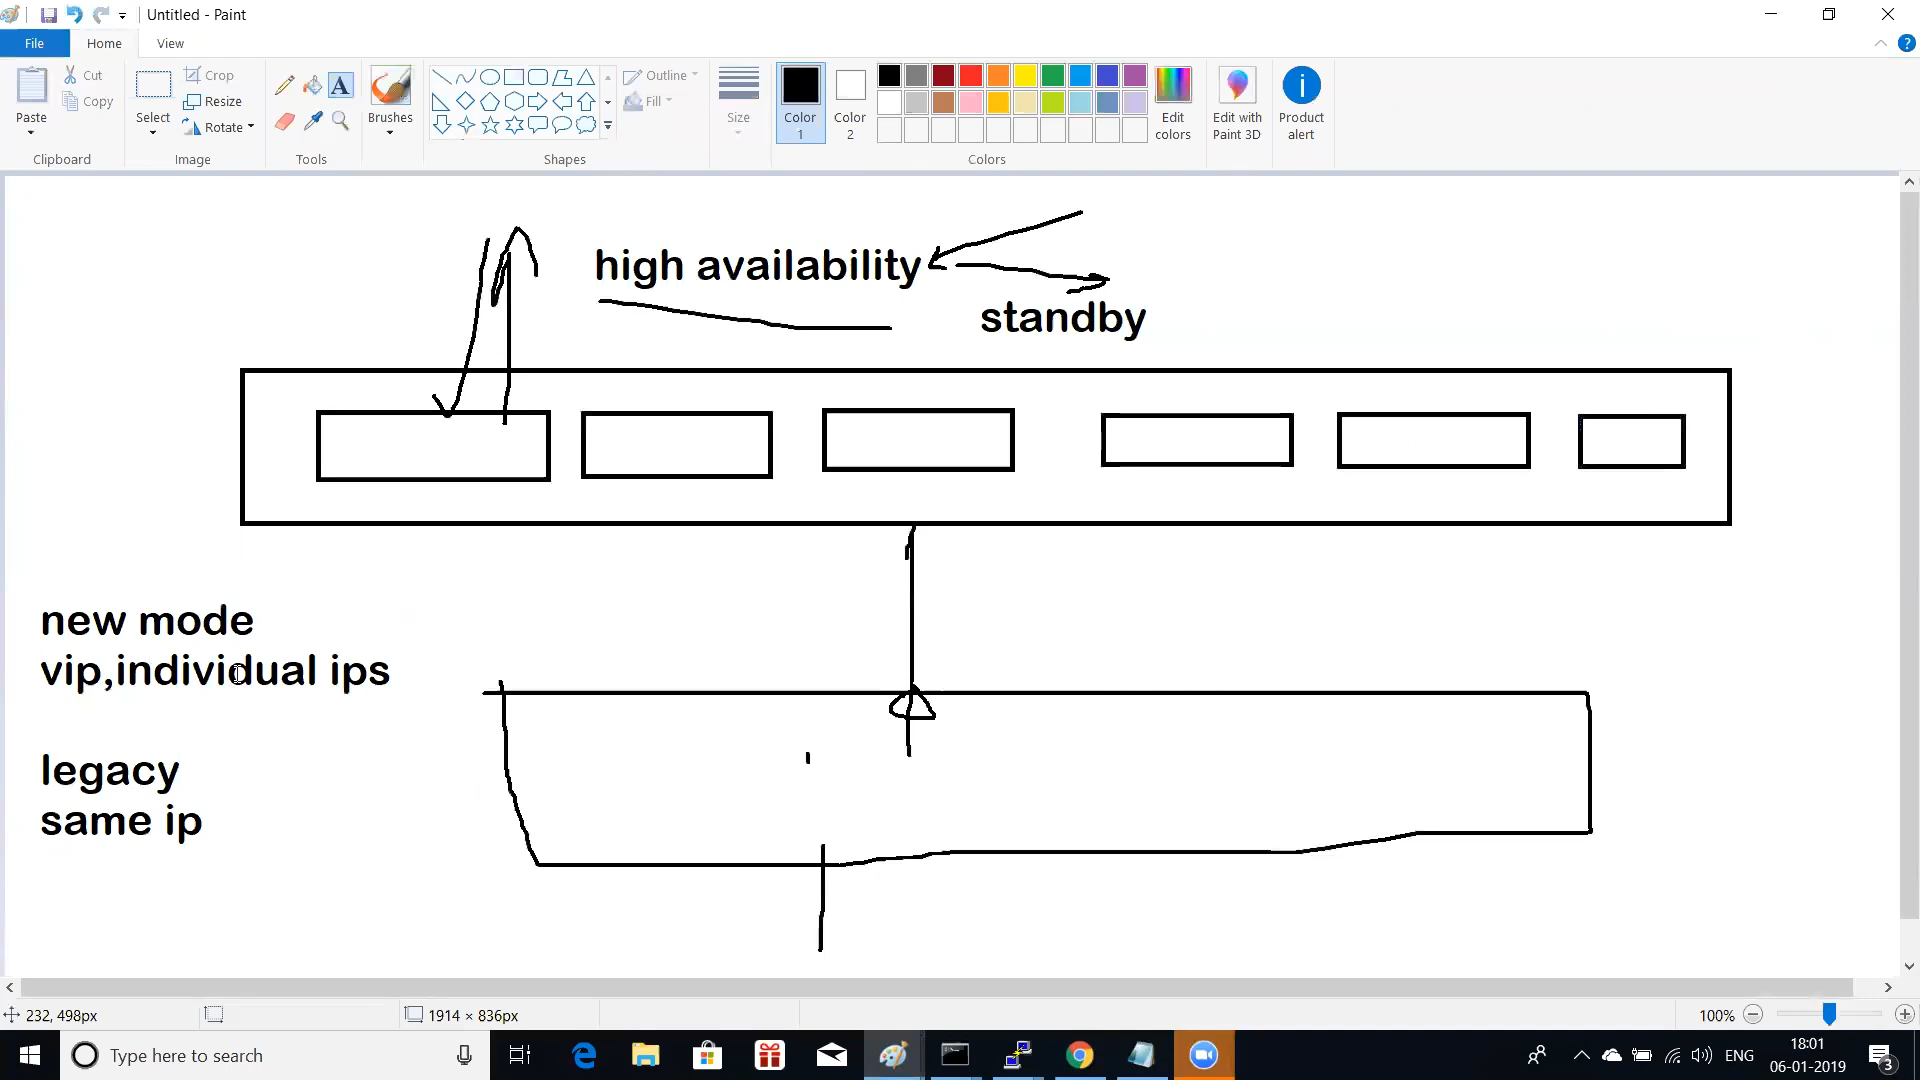 Untitled - Paint
File
Home
View
Paste
Cut
Copy
Clipboard
Select
Crop
Resize
Rotate
Image
Tools
Brushes
Shapes
Outline
Fill
Size
Color
1
Color
2
Edit
colors
Colors
Edit with
Paint 3D
Product
alert
high availability
standby
new mode
vip,individual ips
legacy
same ip
232, 498px
1914 × 836px
100%
Type here to search
ENG
18:01
06-01-2019
3